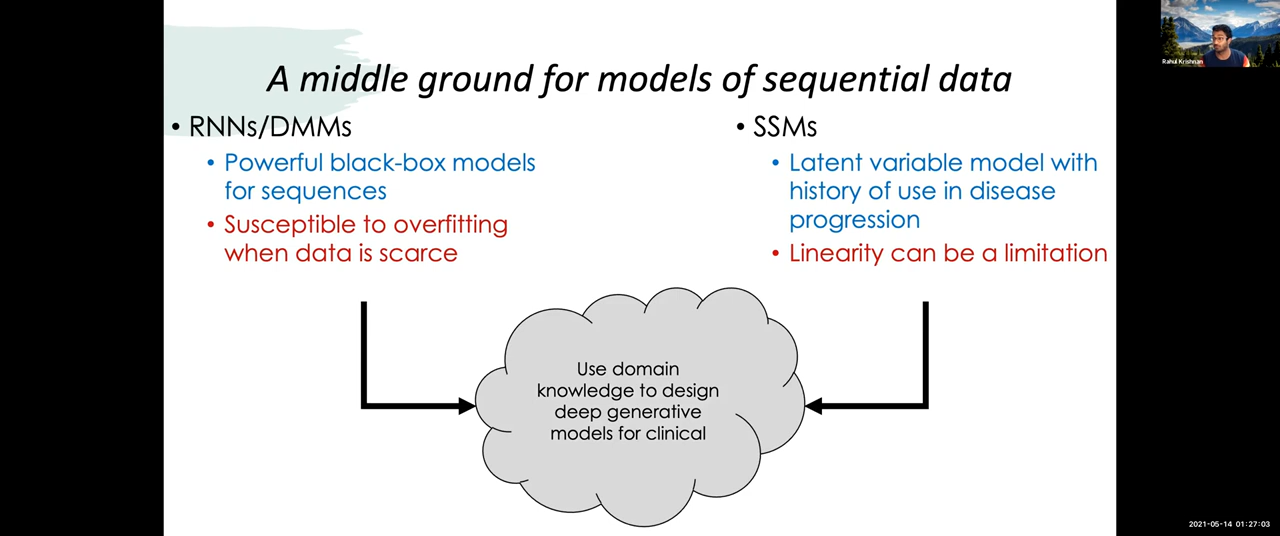 A middle ground for models of sequential data
• RNNs/DMMs
• Powerful black-box models
for sequences
• Susceptible to overfitting
when data is scarce
• SSMs
• Latent variable model with
history of use in disease
progression
• Linearity can be a limitation
Use domain
knowledge to design
deep generative
models for clinical
Rahul Krishnan
2021-05-14 01:27:03